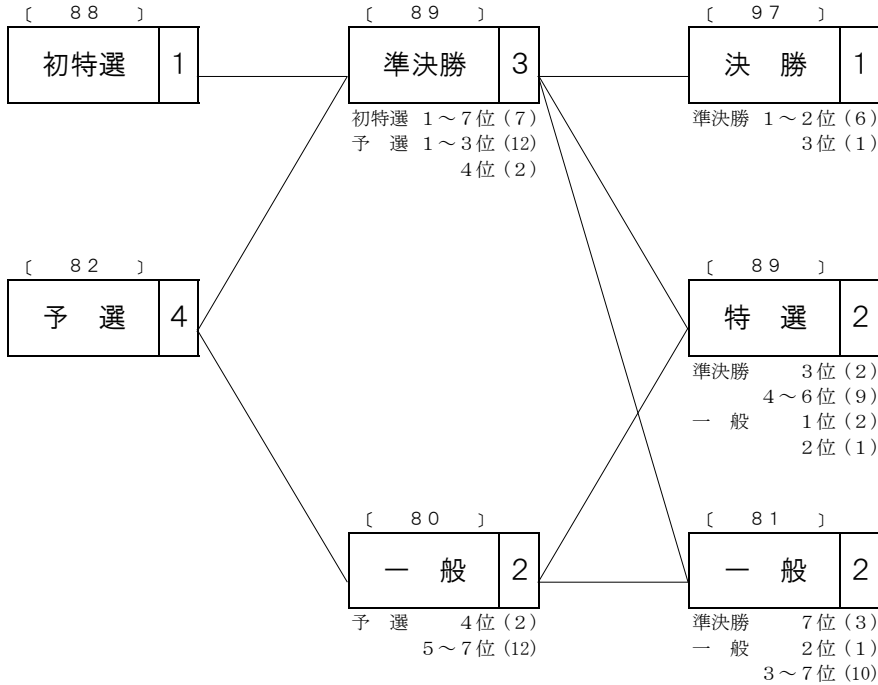 〔 88 〕
初特選 1
〔 89 〕
準決勝 3
初特選 1～7位(7)
予 選 1～3位(12)
4位(2)
〔 97 〕
決 勝 1
準決勝 1～2位(6)
3位(1)
〔 82 〕
予 選 4
〔 89 〕
特 選 2
準決勝 3位(2)
4～6位(9)
一 般 1位(2)
2位(1)
〔 80 〕
一 般 2
予 選 4位(2)
5～7位(12)
〔 81 〕
一 般 2
準決勝 7位(3)
一 般 2位(1)
3～7位(10)